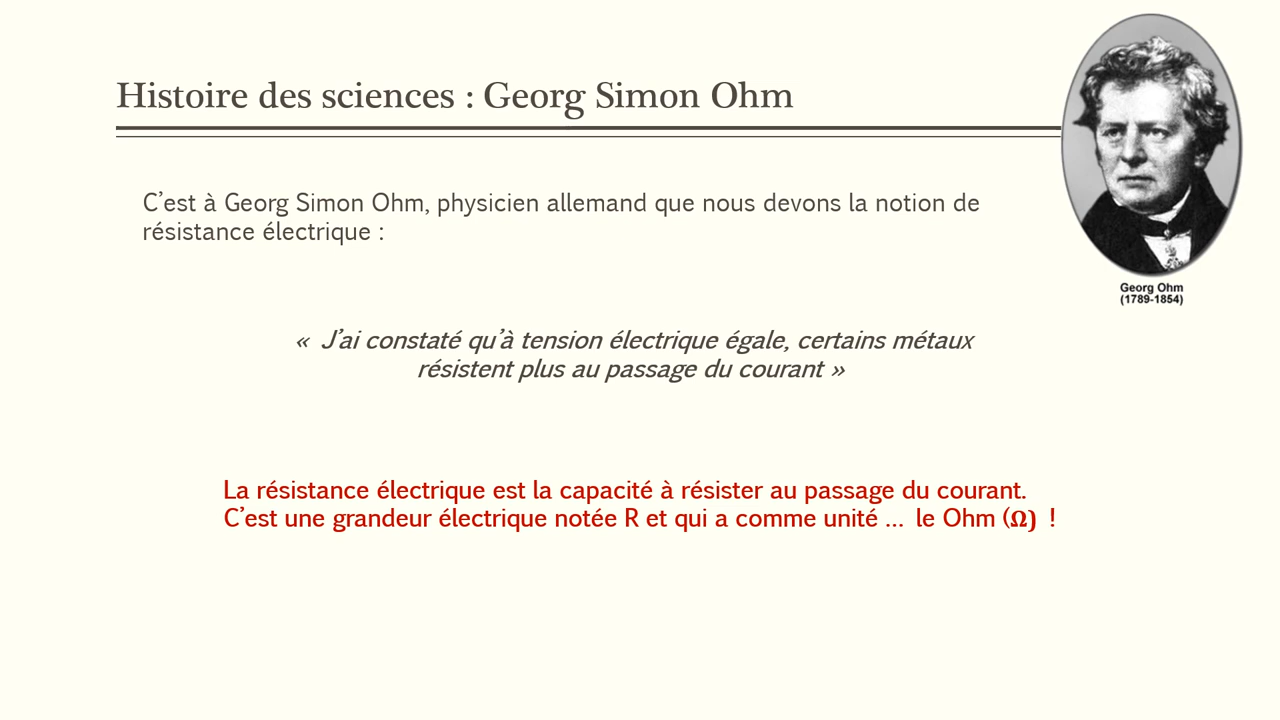 Histoire des sciences : Georg Simon Ohm
C’est à Georg Simon Ohm, physicien allemand que nous devons la notion de
résistance électrique :
Georg Ohm
(1789-1854)
«  J’ai constaté qu’à tension électrique égale, certains métaux
résistent plus au passage du courant »
La résistance électrique est la capacité à résister au passage du courant.
C’est une grandeur électrique notée R et qui a comme unité …  le Ohm (Ω)  !